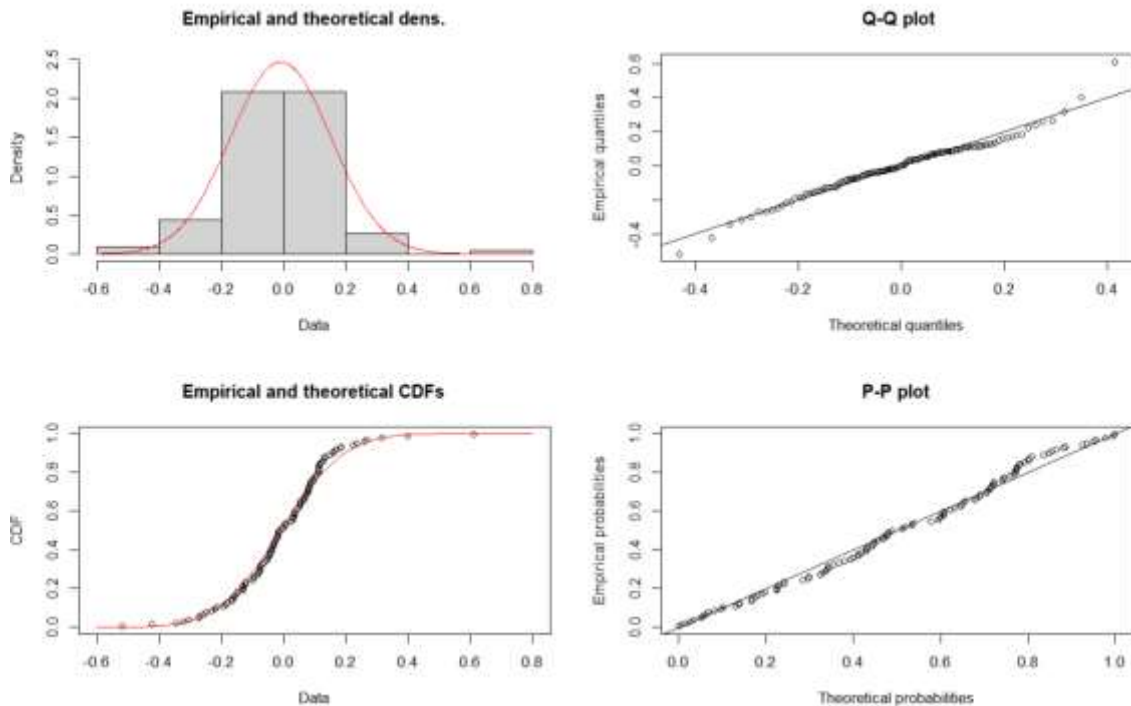 Empirical and theoretical dens.
Density
0.0 0.5 1.0 1.5 2.0 2.5
-0.6 -0.4 -0.2 0.0 0.2 0.4 0.6 0.8
Data
Q-Q plot
Empirical quantiles
-0.4 0.0 0.2 0.4 0.6
-0.4 -0.2 0.0 0.2 0.4
Theoretical quantiles
Empirical and theoretical CDFs
CDF
0.0 0.2 0.4 0.6 0.8 1.0
-0.6 -0.4 -0.2 0.0 0.2 0.4 0.6 0.8
Data
P-P plot
Empirical probabilities
0.0 0.2 0.4 0.6 0.8 1.0
0.0 0.2 0.4 0.6 0.8 1.0
Theoretical probabilities